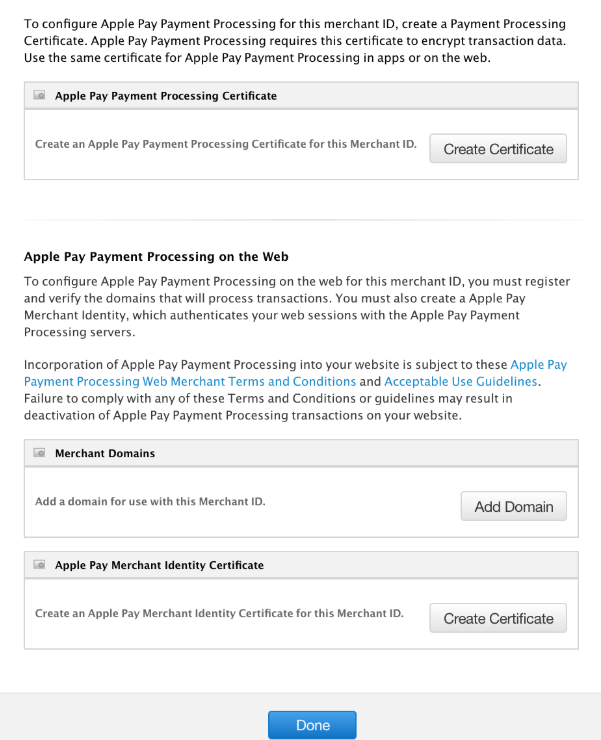 To configure Apple Pay Payment Processing for this merchant ID, create a Payment Processing
Certificate. Apple Pay Payment Processing requires this certificate to encrypt transaction data.
Use the same certificate for Apple Pay Payment Processing in apps or on the web.
Apple Pay Payment Processing Certificate
Create an Apple Pay Payment Processing Certificate for this Merchant ID.
Create Certificate
Apple Pay Payment Processing on the Web
To configure Apple Pay Payment Processing on the web for this merchant ID, you must register
and verify the domains that will process transactions. You must also create a Apple Pay
Merchant Identity, which authenticates your web sessions with the Apple Pay Payment
Processing servers.
Incorporation of Apple Pay Payment Processing into your website is subject to these Apple Pay
Payment Processing Web Merchant Terms and Conditions and Acceptable Use Guidelines.
Failure to comply with any of these Terms and Conditions or guidelines may result in
deactivation of Apple Pay Payment Processing transactions on your website.
Merchant Domains
Add a domain for use with this Merchant ID.
Add Domain
Apple Pay Merchant Identity Certificate
Create an Apple Pay Merchant Identity Certificate for this Merchant ID.
Create Certificate
Done